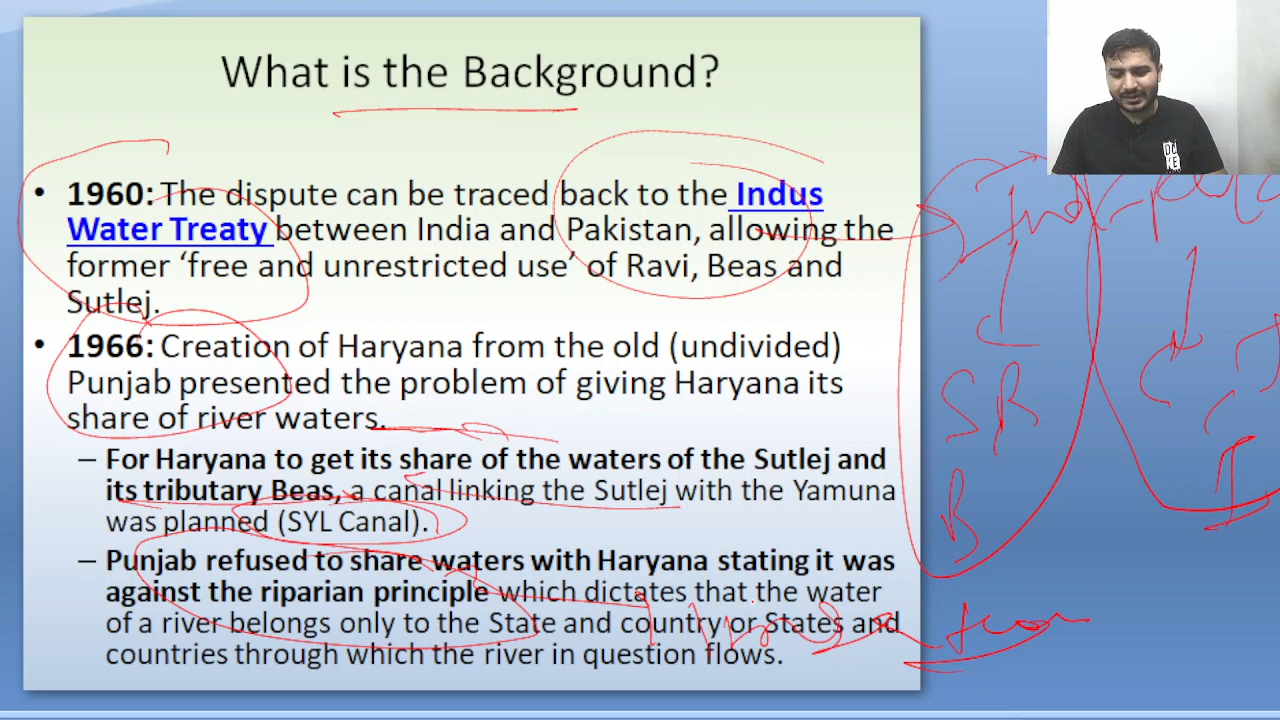 What is the Background?
• 1960: The dispute can be traced back to the Indus
Water Treaty between India and Pakistan, allowing the
former ‘free and unrestricted use’ of Ravi, Beas and
Sutlej.
• 1966: Creation of Haryana from the old (undivided)
Punjab presented the problem of giving Haryana its
share of river waters.
– For Haryana to get its share of the waters of the Sutlej and
its tributary Beas, a canal linking the Sutlej with the Yamuna
was planned (SYL Canal).
– Punjab refused to share waters with Haryana stating it was
against the riparian principle which dictates that the water
of a river belongs only to the State and country or States and
countries through which the river in question flows.
S R
B
I